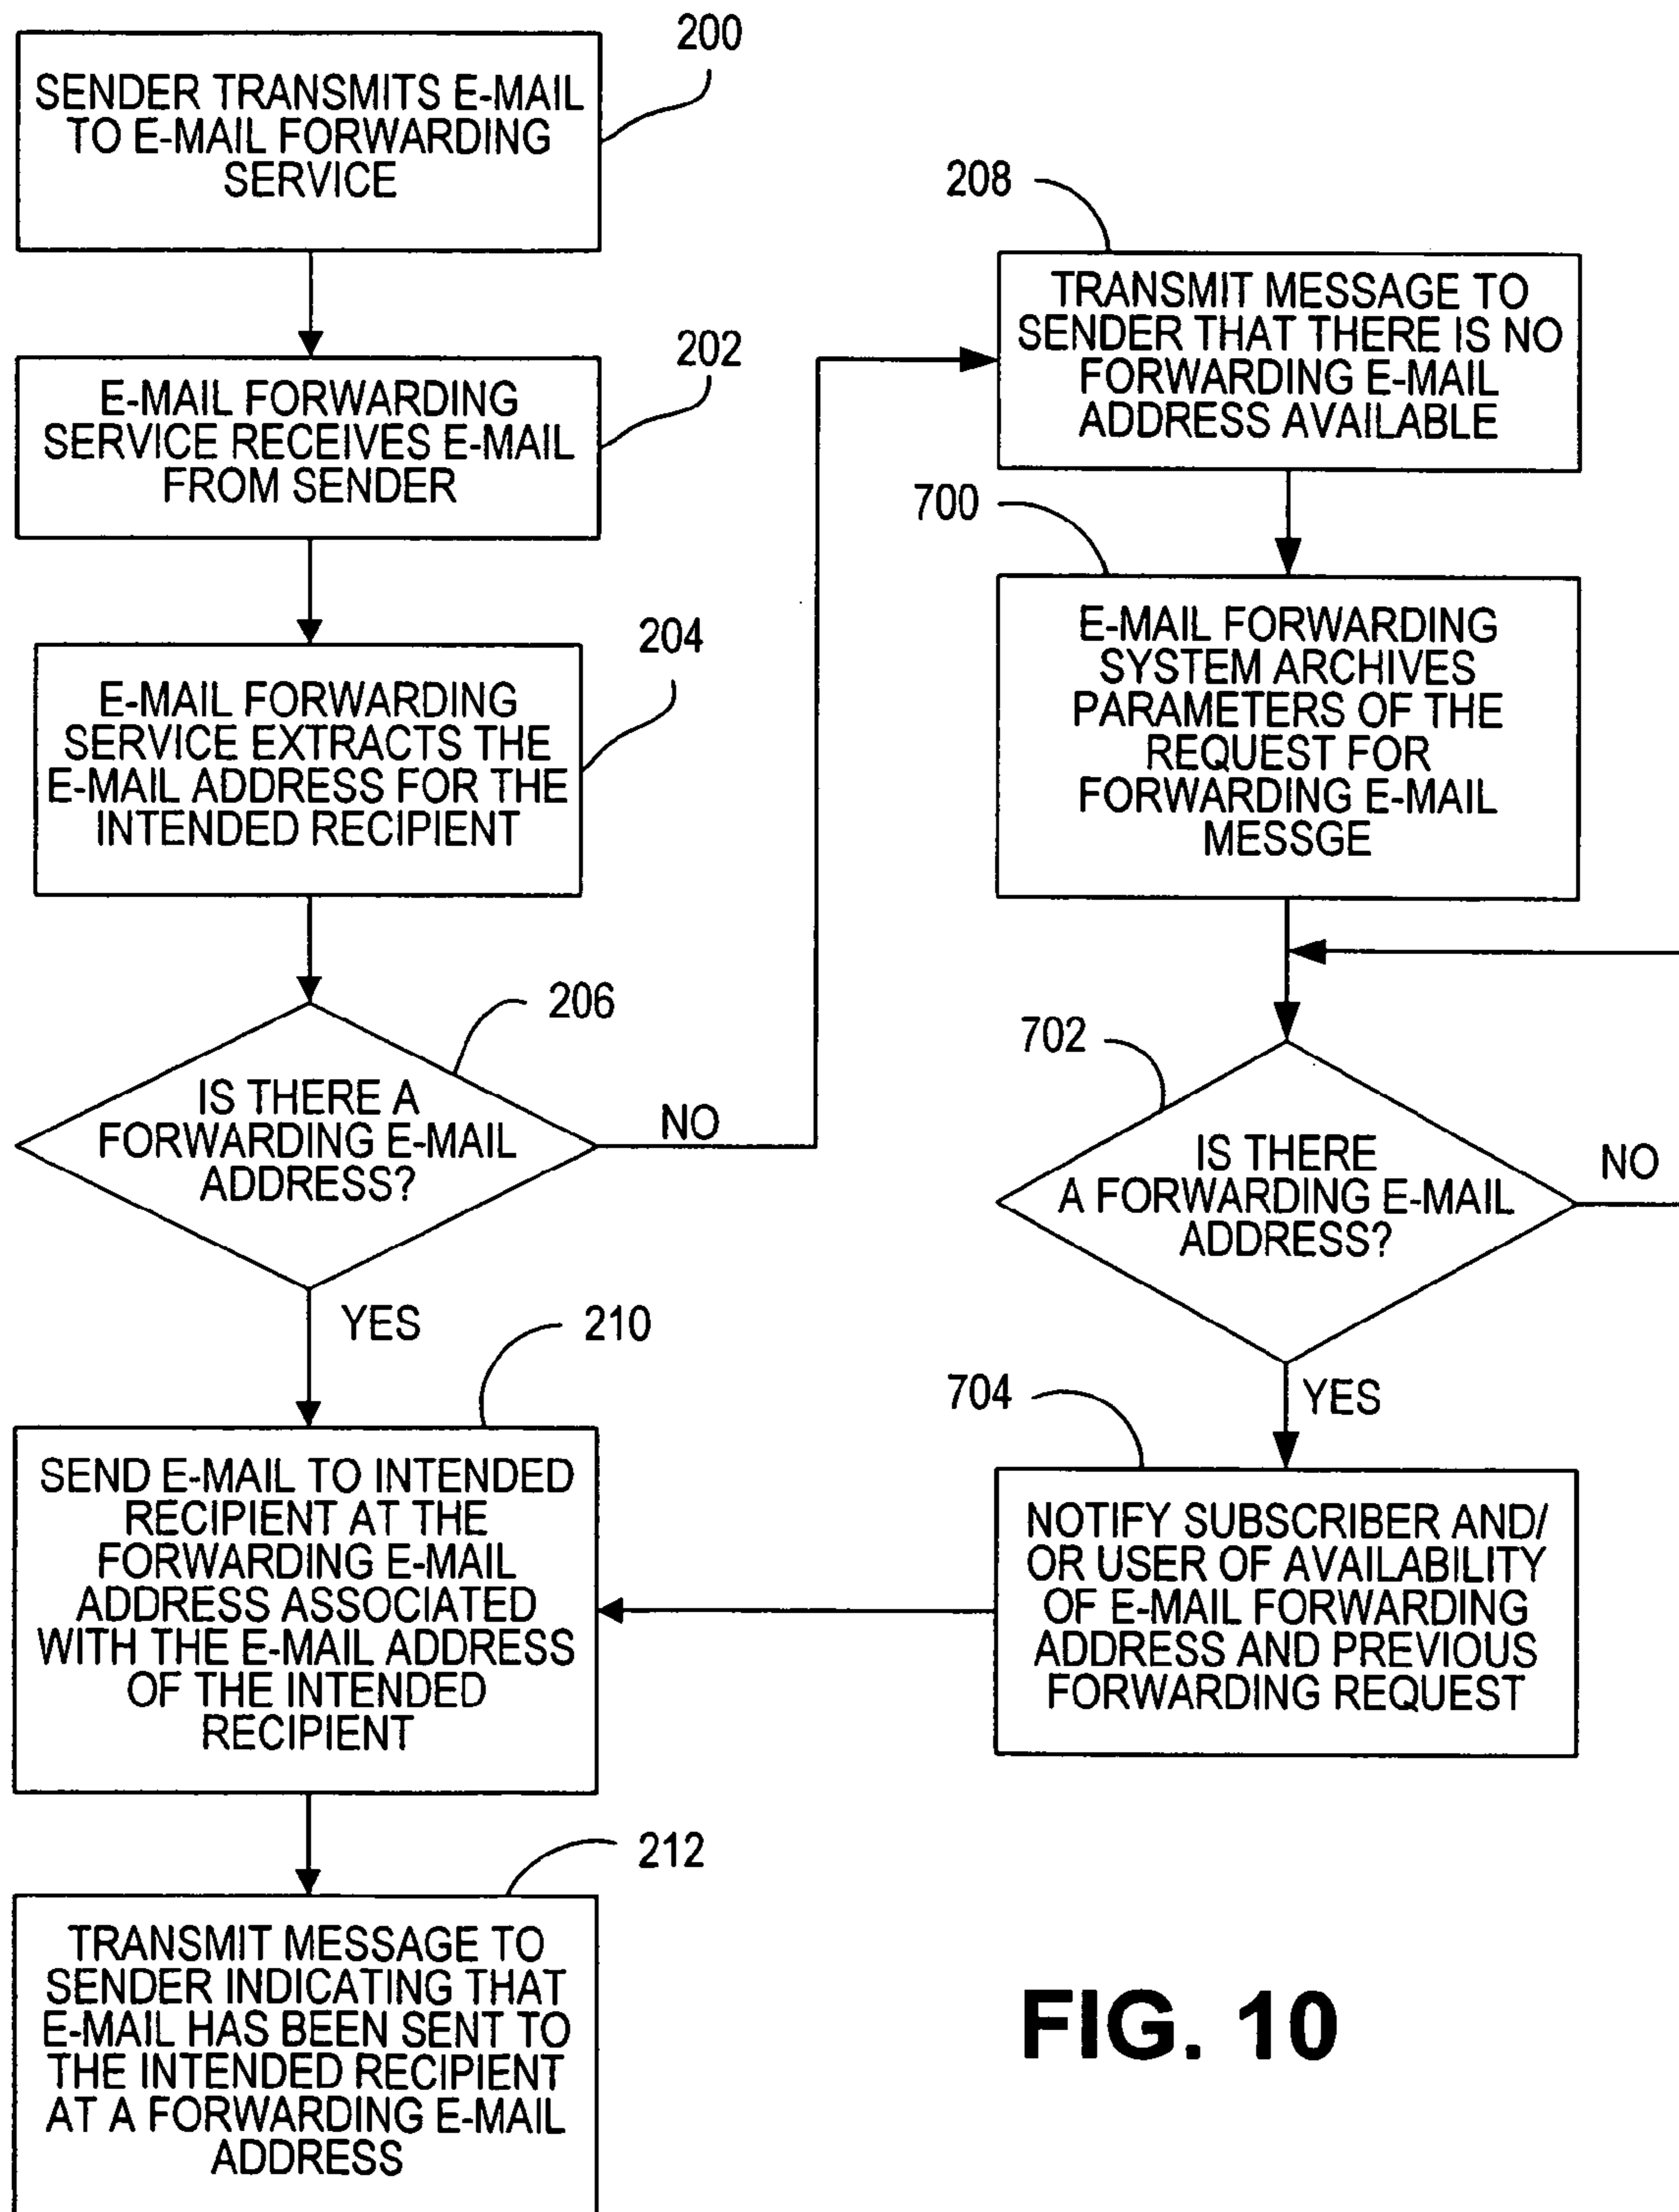 200
SENDER TRANSMITS E-MAIL
TO E-MAIL FORWARDING
SERVICE
202
E-MAIL FORWARDING
SERVICE RECEIVES E-MAIL
FROM SENDER
204
E-MAIL FORWARDING
SERVICE EXTRACTS THE
E-MAIL ADDRESS FOR THE
INTENDED RECIPIENT
206
IS THERE A
FORWARDING E-MAIL
ADDRESS?
NO
YES
210
SEND E-MAIL TO INTENDED
RECIPIENT AT THE
FORWARDING E-MAIL
ADDRESS ASSOCIATED
WITH THE E-MAIL ADDRESS
OF THE INTENDED
RECIPIENT
212
TRANSMIT MESSAGE TO
SENDER INDICATING THAT
E-MAIL HAS BEEN SENT TO
THE INTENDED RECIPIENT
AT A FORWARDING E-MAIL
ADDRESS
208
TRANSMIT MESSAGE TO
SENDER THAT THERE IS NO
FORWARDING E-MAIL
ADDRESS AVAILABLE
700
E-MAIL FORWARDING
SYSTEM ARCHIVES
PARAMETERS OF THE
REQUEST FOR
FORWARDING E-MAIL
MESSGE
702
IS THERE
A FORWARDING E-MAIL
ADDRESS?
NO
YES
704
NOTIFY SUBSCRIBER AND/
OR USER OF AVAILABILITY
OF E-MAIL FORWARDING
ADDRESS AND PREVIOUS
FORWARDING REQUEST
FIG. 10